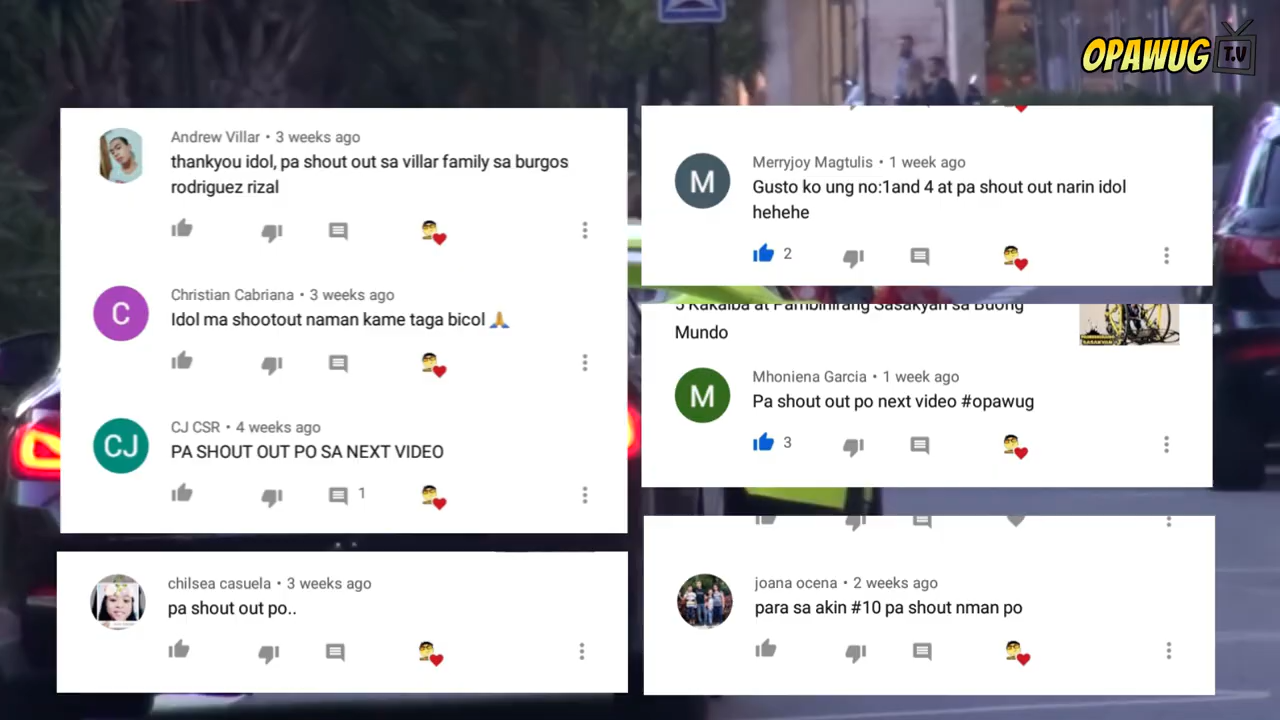 OPAWUG T.V
Andrew Villar • 3 weeks ago
thankyou idol, pa shout out sa villar family sa burgos
rodriguez rizal
C
Christian Cabriana • 3 weeks ago
Idol ma shootout naman kame taga bicol 🙏
CJ
CJ CSR • 4 weeks ago
PA SHOUT OUT PO SA NEXT VIDEO
1
chilsea casuela • 3 weeks ago
pa shout out po..
M
Merryjoy Magtulis • 1 week ago
Gusto ko ung no:1and 4 at pa shout out narin idol
hehehe
2
5 Kakaiba at Pambihirang Sasakyan sa Buong
Mundo
M
Mhoniena Garcia • 1 week ago
Pa shout out po next video #opawug
3
joana ocena • 2 weeks ago
para sa akin #10 pa shout nman po